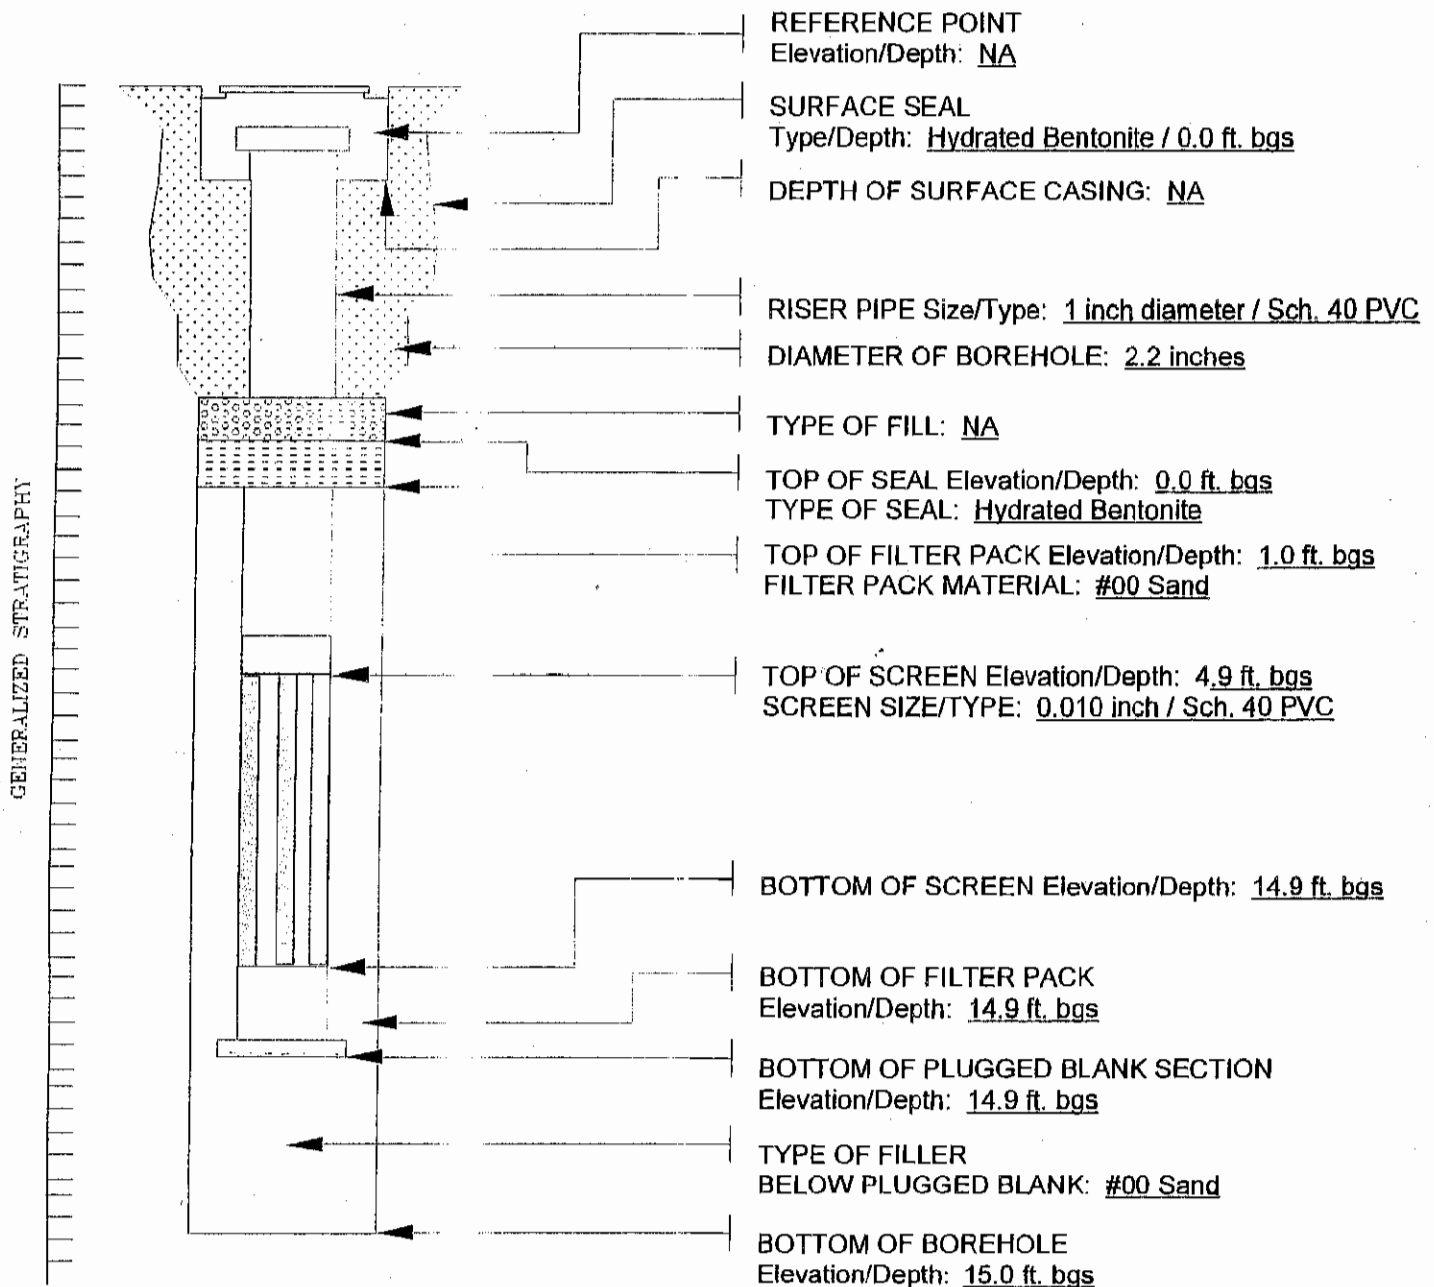 REFERENCE POINT
Elevation/Depth: NA
SURFACE SEAL
Type/Depth: Hydrated Bentonite / 0.0 ft. bgs
DEPTH OF SURFACE CASING: NA
RISER PIPE Size/Type: 1 inch diameter / Sch. 40 PVC
DIAMETER OF BOREHOLE: 2.2 inches
TYPE OF FILL: NA
TOP OF SEAL Elevation/Depth: 0.0 ft. bgs
TYPE OF SEAL: Hydrated Bentonite
TOP OF FILTER PACK Elevation/Depth: 1.0 ft. bgs
FILTER PACK MATERIAL: #00 Sand
TOP OF SCREEN Elevation/Depth: 4.9 ft. bgs
SCREEN SIZE/TYPE: 0.010 inch / Sch. 40 PVC
BOTTOM OF SCREEN Elevation/Depth: 14.9 ft. bgs
BOTTOM OF FILTER PACK
Elevation/Depth: 14.9 ft. bgs
BOTTOM OF PLUGGED BLANK SECTION
Elevation/Depth: 14.9 ft. bgs
TYPE OF FILLER
BELOW PLUGGED BLANK: #00 Sand
BOTTOM OF BOREHOLE
Elevation/Depth: 15.0 ft. bgs
GENERALIZED STRATIGRAPHY